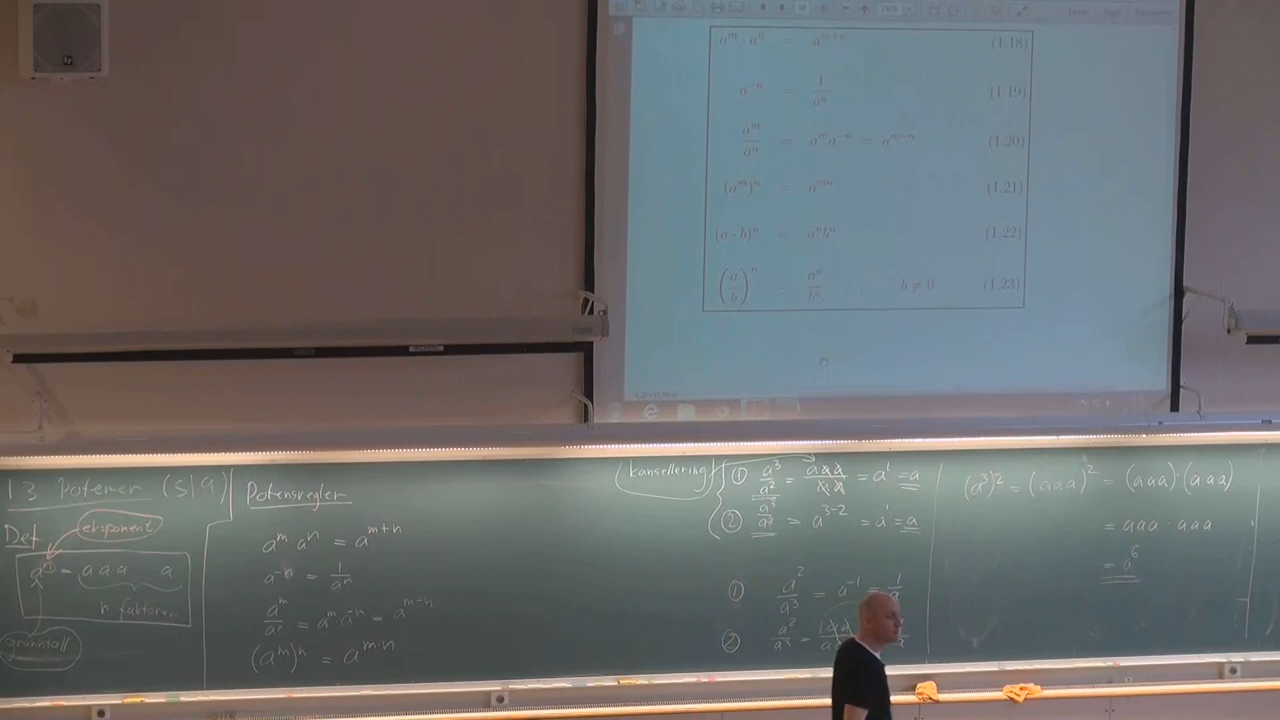 a^m · a^n = a^{m+n} (1.18)
a^{-n} = 1/a^n (1.19)
a^m/a^n = a^m a^{-n} = a^{m-n} (1.20)
(a^m)^n = a^{mn} (1.21)
(a · b)^n = a^n b^n (1.22)
(a/b)^n = a^n/b^n b ≠ 0 (1.23)
1.3 Potenser (s19)
Def
eksponent
a^n = a a a a
n faktorer
grunntall
Potensregler
a^m a^n = a^{m+n}
a^{-n} = 1/a^n
a^m/a^n = a^m a^{-n} = a^{m-n}
(a^m)^n = a^{m·n}
kansellering
① a^3/a^2 = aaa/aa = a^1 = a
② a^3/a^2 = a^{3-2} = a^1 = a
① a^2/a^3 = a^{-1} = 1/a
②
(a^3)^2 = (aaa)^2 = (aaa)·(aaa)
= aaa·aaa
= a^6